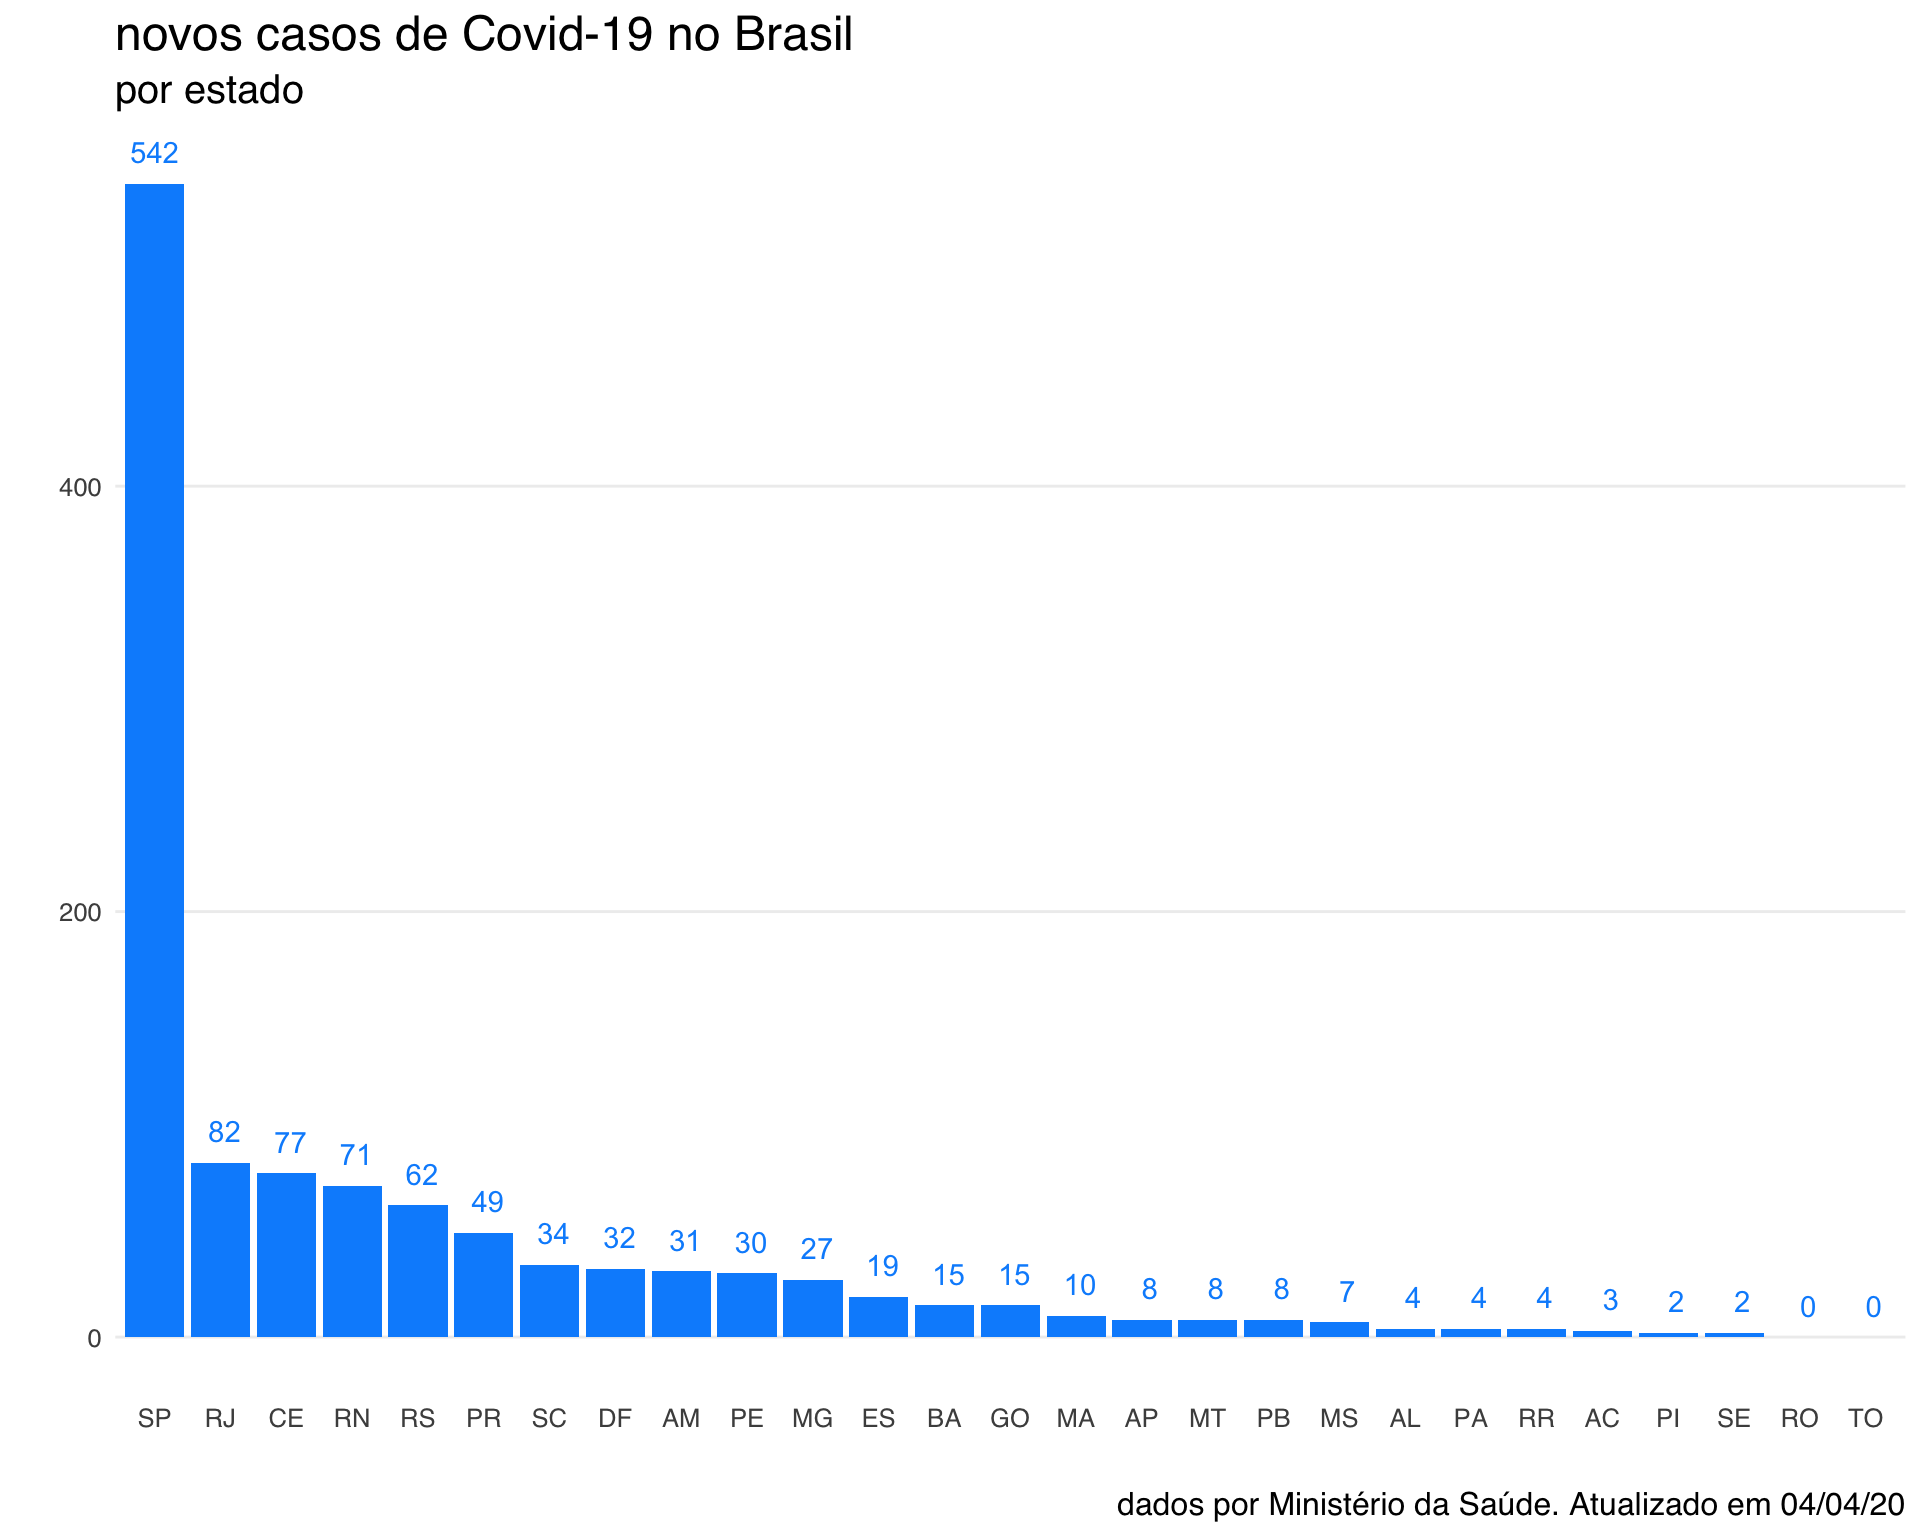 novos casos de Covid-19 no Brasil
por estado
542
400
200
82 77 71 62 49 34 32 31 30 27 19 15 15 10 8 8 8 7 4 4 4 3 2 2 0 0
0
SP RJ CE RN RS PR SC DF AM PE MG ES BA GO MA AP MT PB MS AL PA RR AC PI SE RO TO
dados por Ministério da Saúde. Atualizado em 04/04/20